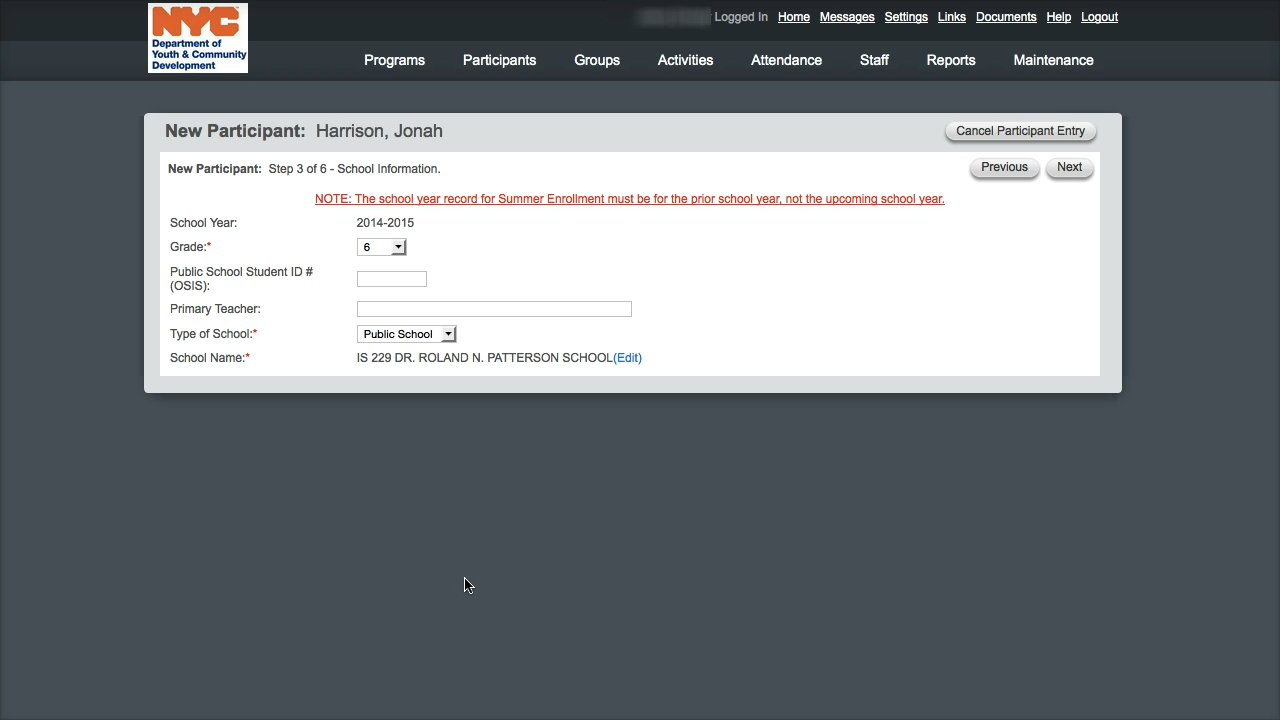 NYC
Department of
Youth & Community
Development
Logged In Home Messages Settings Links Documents Help Logout
Programs Participants Groups Activities Attendance Staff Reports Maintenance
New Participant: Harrison, Jonah
Cancel Participant Entry
New Participant: Step 3 of 6 - School Information.
Previous Next
NOTE: The school year record for Summer Enrollment must be for the prior school year, not the upcoming school year.
School Year: 2014-2015
Grade:* 6
Public School Student ID #
(OSIS):
Primary Teacher:
Type of School:* Public School
School Name:* IS 229 DR. ROLAND N. PATTERSON SCHOOL(Edit)